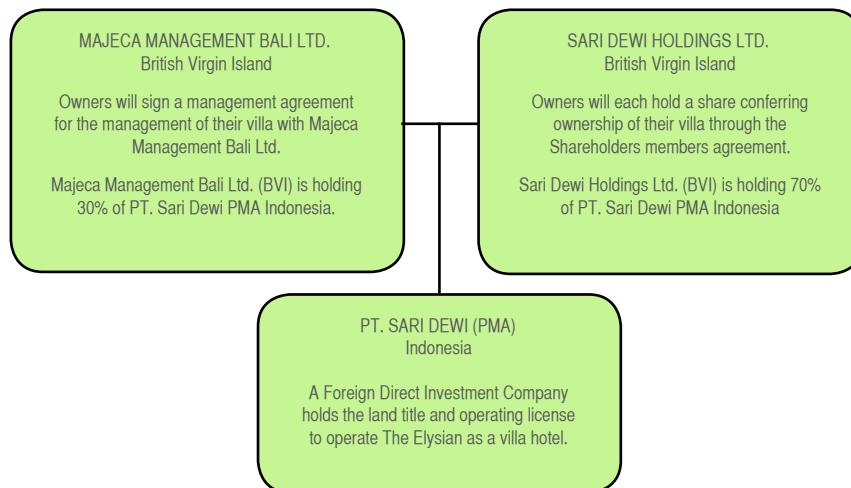 MAJECA MANAGEMENT BALI LTD.
British Virgin Island
Owners will sign a management agreement
for the management of their villa with Majeca
Management Bali Ltd.
Majeca Management Bali Ltd. (BVI) is holding
30% of PT. Sari Dewi PMA Indonesia.
SARI DEWI HOLDINGS LTD.
British Virgin Island
Owners will each hold a share conferring
ownership of their villa through the
Shareholders members agreement.
Sari Dewi Holdings Ltd. (BVI) is holding 70%
of PT. Sari Dewi PMA Indonesia
PT. SARI DEWI (PMA)
Indonesia
A Foreign Direct Investment Company
holds the land title and operating license
to operate The Elysian as a villa hotel.